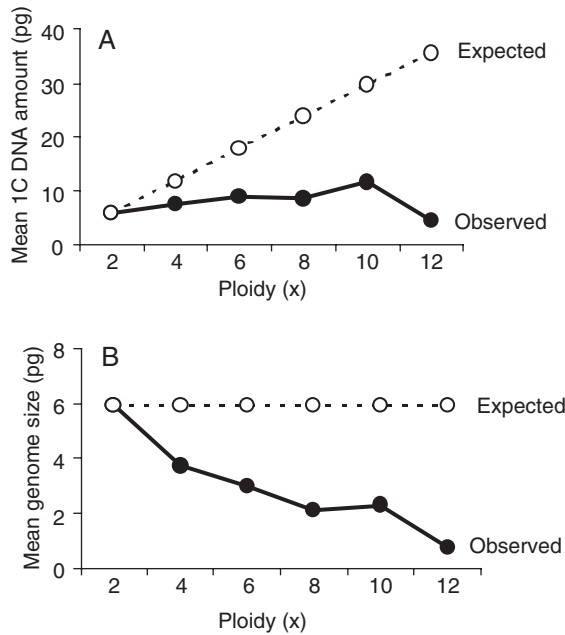 A
Mean 1C DNA amount (pg)
40
30
20
10
0
Expected
Observed
2 4 6 8 10 12
Ploidy (x)
B
Mean genome size (pg)
8
6
4
2
0
Expected
Observed
2 4 6 8 10 12
Ploidy (x)